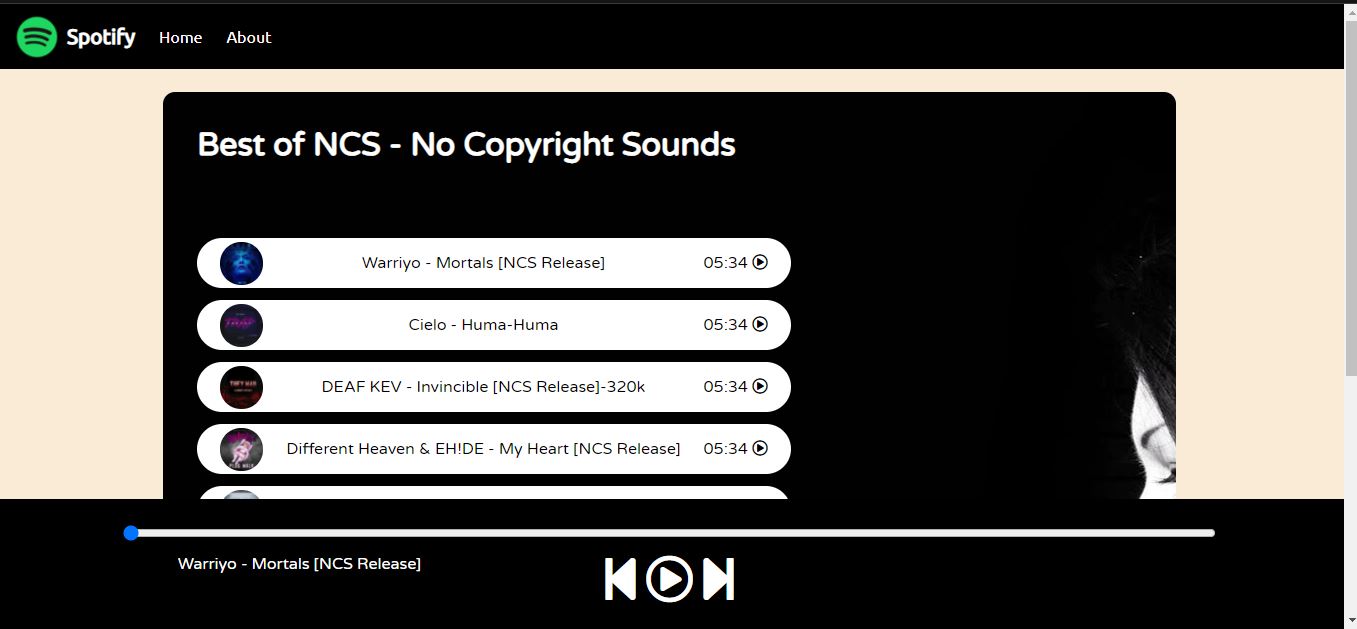 Spotify Home About
Best of NCS - No Copyright Sounds
Warriyo - Mortals [NCS Release] 05:34
Cielo - Huma-Huma 05:34
DEAF KEV - Invincible [NCS Release]-320k 05:34
Different Heaven & EH!DE - My Heart [NCS Release] 05:34
Warriyo - Mortals [NCS Release]